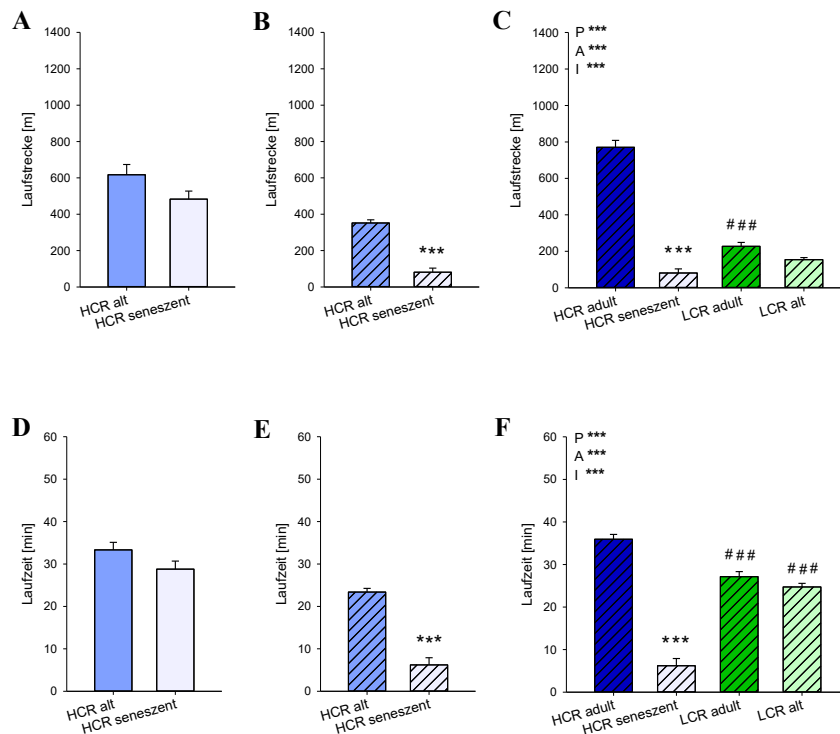 A
Laufstrecke [m]
1400
1200
1000
800
600
400
200
0
HCR alt
HCR seneszent
B
Laufstrecke [m]
1400
1200
1000
800
600
400
200
0
***
HCR alt
HCR seneszent
C
Laufstrecke [m]
1400
1200
1000
800
600
400
200
0
P ***
A ***
I ***
***
###
HCR adult
HCR seneszent
LCR adult
LCR alt
D
Laufzeit [min]
60
50
40
30
20
10
0
HCR alt
HCR seneszent
E
Laufzeit [min]
60
50
40
30
20
10
0
***
HCR alt
HCR seneszent
F
Laufzeit [min]
60
50
40
30
20
10
0
P ***
A ***
I ***
***
###
###
HCR adult
HCR seneszent
LCR adult
LCR alt